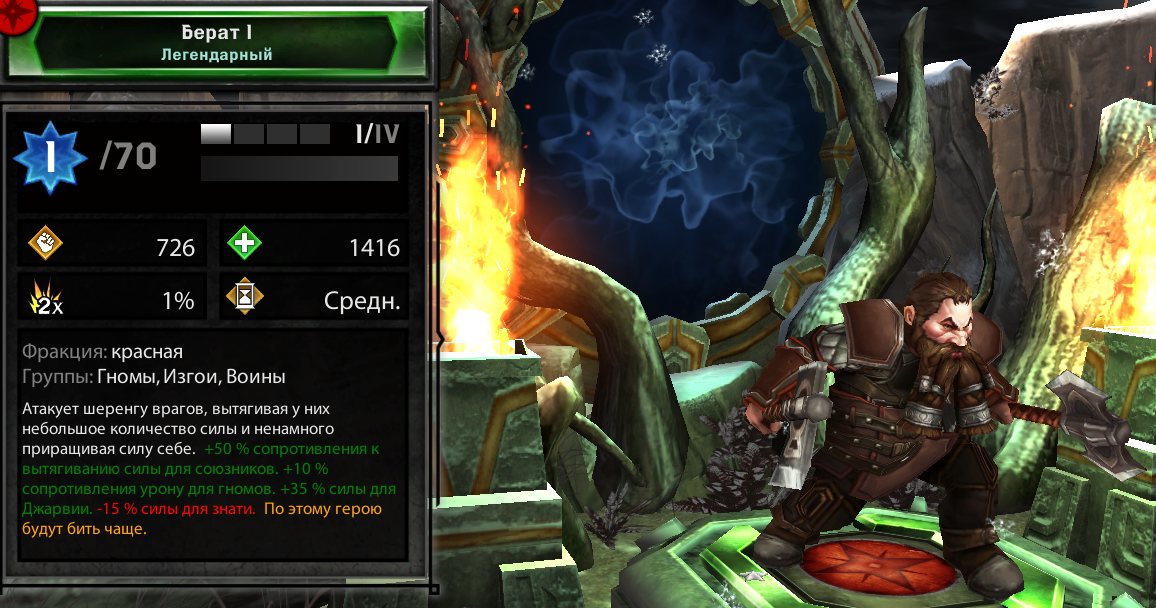 Берат I
Легендарный
1 /70
I/IV
726
1416
2x 1%
Средн.
Фракция: красная
Группы: Гномы, Изгои, Воины
Атакует шеренгу врагов, вытягивая у них
небольшое количество силы и ненамного
приращивая силу себе. +50 % сопротивления к
вытягиванию силы для союзников. +10 %
сопротивления урону для гномов. +35 % силы для
Джарвии. -15 % силы для знати. По этому герою
будут бить чаще.